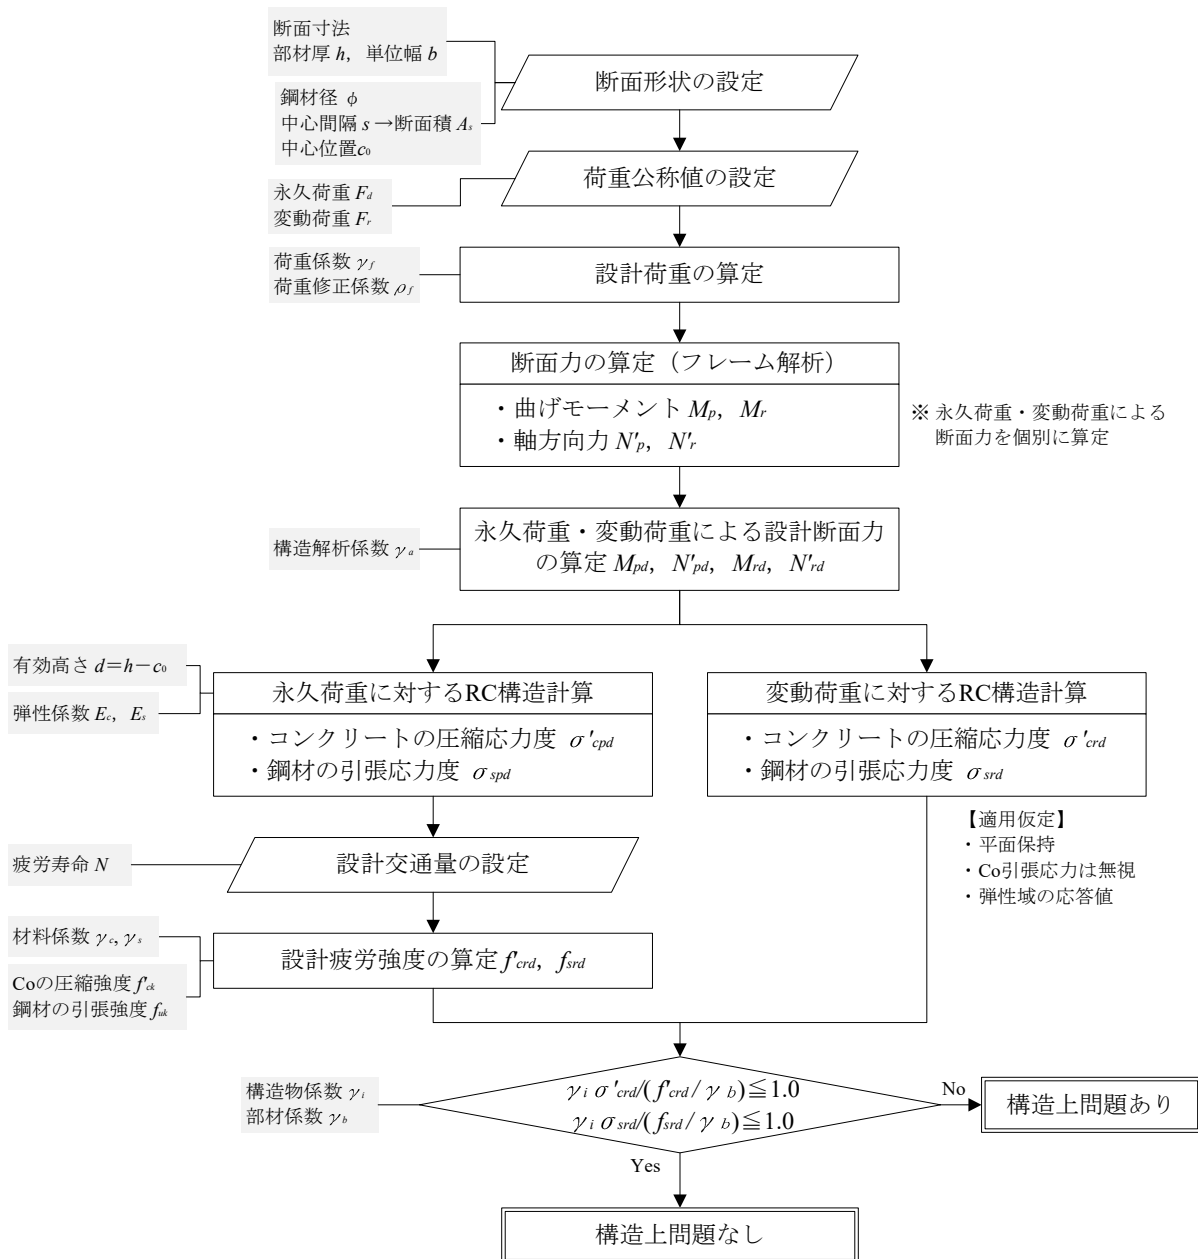 断面寸法
部材厚 h, 単位幅 b
断面形状の設定
鋼材径 φ
中心間隔 s →断面積 As
中心位置c0
荷重公称値の設定
永久荷重 Fd
変動荷重 Fr
荷重係数 γf
荷重修正係数 ρf
設計荷重の算定
断面力の算定（フレーム解析）
・曲げモーメント Mp, Mr
・軸方向力 N'p, N'r
※ 永久荷重・変動荷重による
断面力を個別に算定
構造解析係数 γa
永久荷重・変動荷重による設計断面力
の算定 Mpd, N'pd, Mrd, N'rd
有効高さ d＝h－c0
弾性係数 Ec, Es
永久荷重に対するRC構造計算
・コンクリートの圧縮応力度 σ'cpd
・鋼材の引張応力度 σspd
変動荷重に対するRC構造計算
・コンクリートの圧縮応力度 σ'crd
・鋼材の引張応力度 σsrd
【適用仮定】
・平面保持
・Co引張応力は無視
・弾性域の応答値
疲労寿命 N
設計交通量の設定
材料係数 γc, γs
Coの圧縮強度 f'ck
鋼材の引張強度 fuk
設計疲労強度の算定 f'crd, fsrd
構造物係数 γi
部材係数 γb
γi σ'crd/(f'crd/γb)≦1.0
γi σsrd/(fsrd/γb)≦1.0
No
構造上問題あり
Yes
構造上問題なし